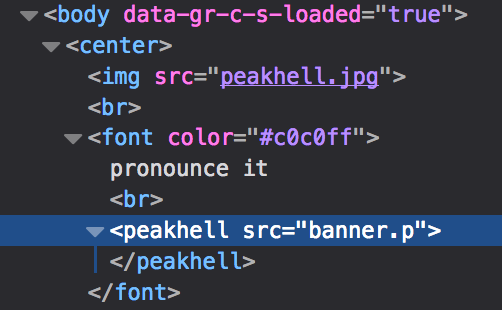 <body data-gr-c-s-loaded="true">
<center>
<img src="peakhell.jpg">
<br>
<font color="#c0c0ff">
pronounce it
<br>
<peakhell src="banner.p">
</peakhell>
</font>